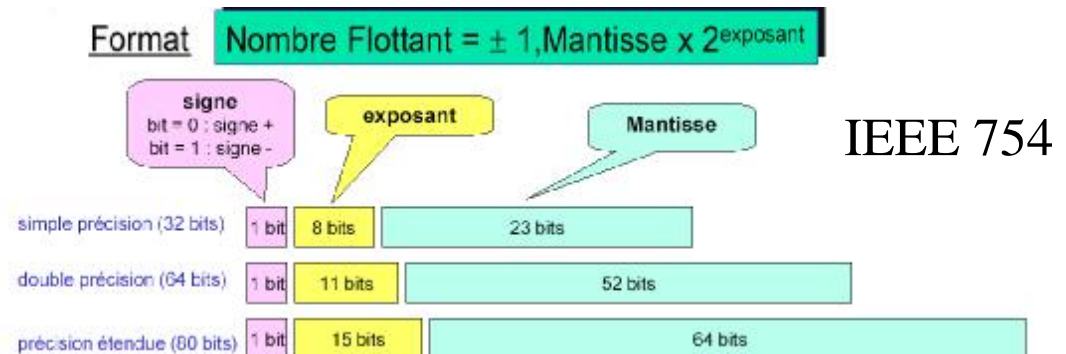 Format Nombre Flottant = ± 1,Mantisse x 2exposant
signe
bit = 0 : signe +
bit = 1 : signe -
exposant
Mantisse
IEEE 754
simple précision (32 bits) 1 bit 8 bits 23 bits
double précision (64 bits) 1 bit 11 bits 52 bits
précision étendue (80 bits) 1 bit 15 bits 64 bits